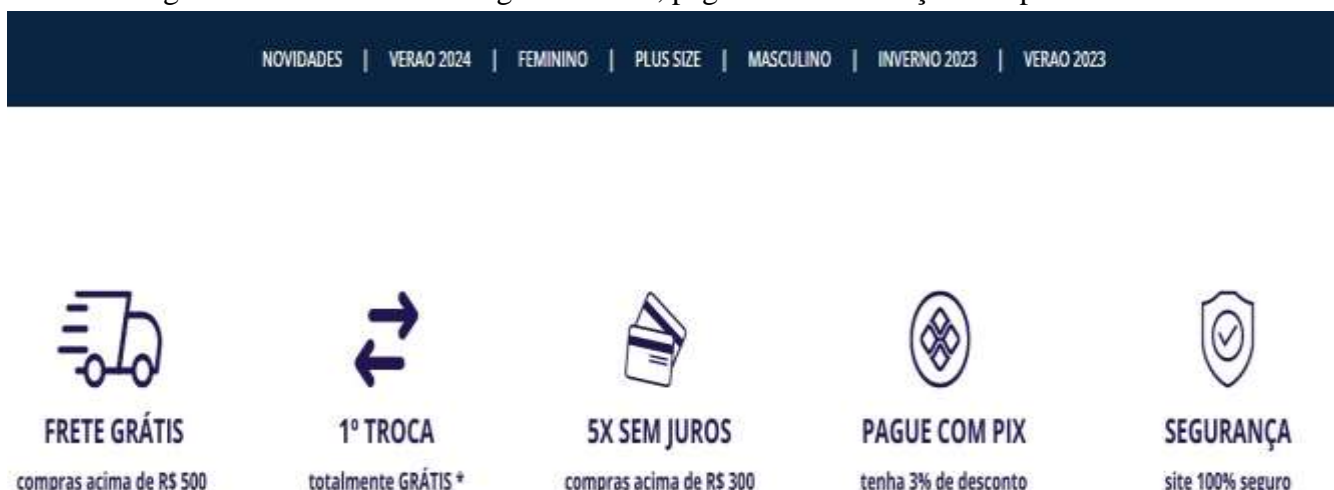 NOVIDADES | VERAO 2024 | FEMININO | PLUS SIZE | MASCULINO | INVERNO 2023 | VERAO 2023
FRETE GRÁTIS
compras acima de R$ 500
1º TROCA
totalmente GRÁTIS *
5X SEM JUROS
compras acima de R$ 300
PAGUE COM PIX
tenha 3% de desconto
SEGURANÇA
site 100% seguro